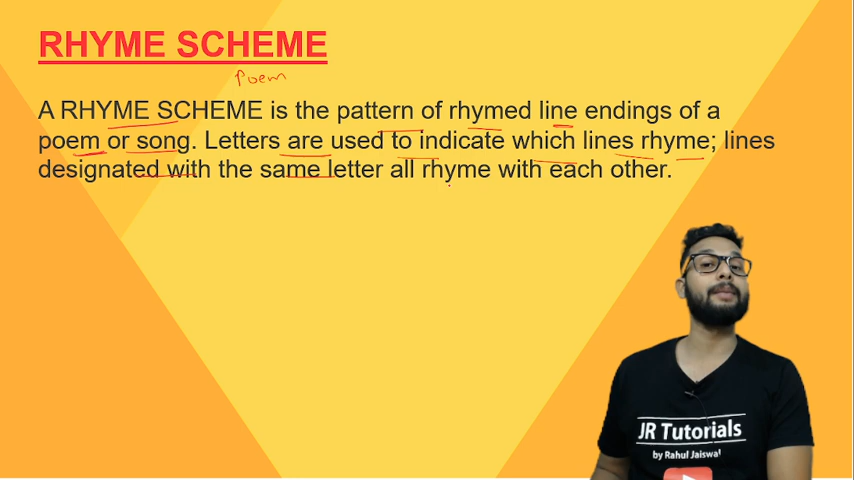 RHYME SCHEME
Poem
A RHYME SCHEME is the pattern of rhymed line endings of a
poem or song. Letters are used to indicate which lines rhyme; lines
designated with the same letter all rhyme with each other.
JR Tutorials
by Rahul Jaiswal